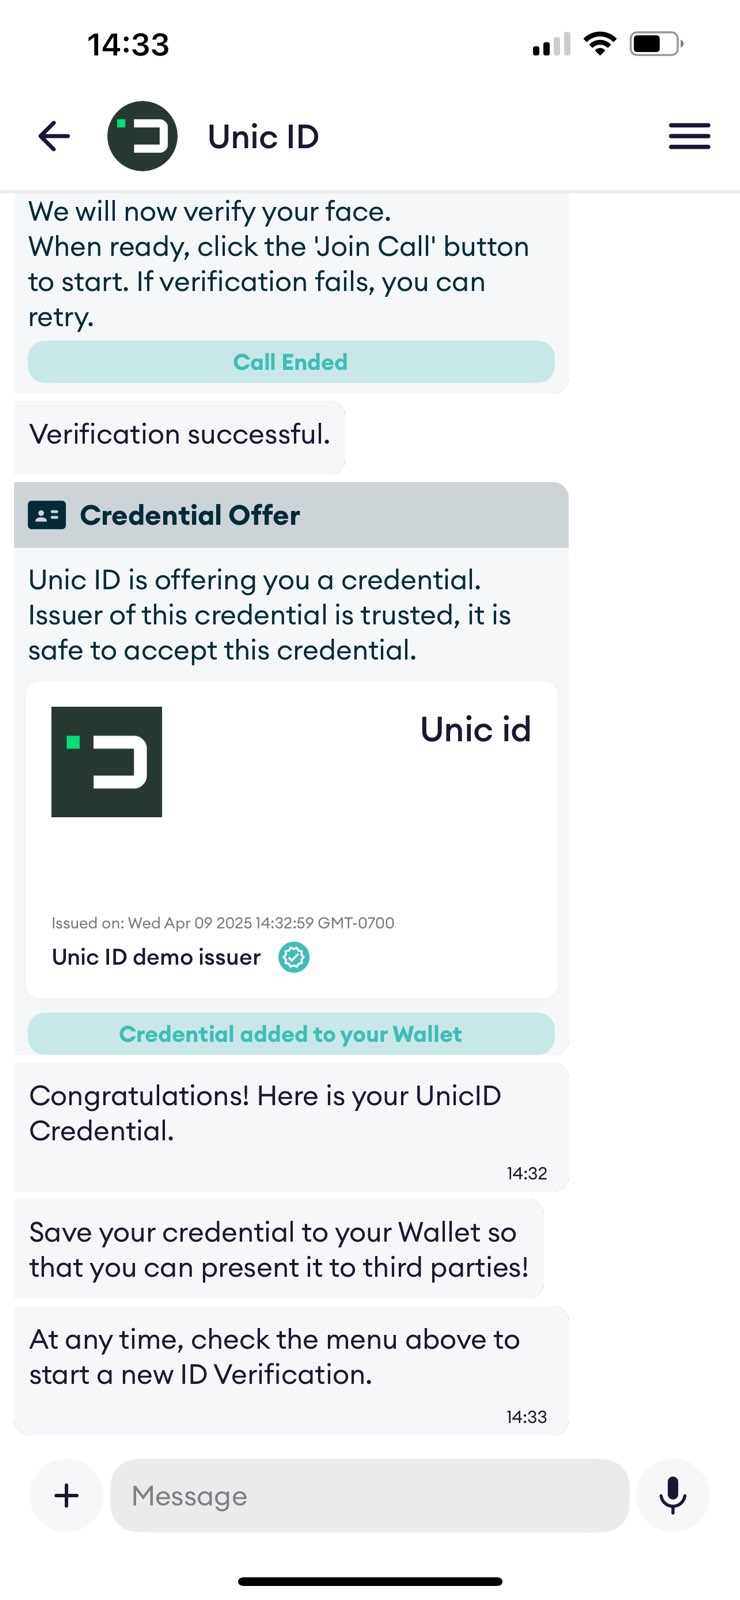 14:33
Unic ID
We will now verify your face.
When ready, click the 'Join Call' button
to start. If verification fails, you can
retry.
Call Ended
Verification successful.
Credential Offer
Unic ID is offering you a credential.
Issuer of this credential is trusted, it is
safe to accept this credential.
Unic id
Issued on: Wed Apr 09 2025 14:32:59 GMT-0700
Unic ID demo issuer
Credential added to your Wallet
Congratulations! Here is your UnicID
Credential.
14:32
Save your credential to your Wallet so
that you can present it to third parties!
At any time, check the menu above to
start a new ID Verification.
14:33
Message